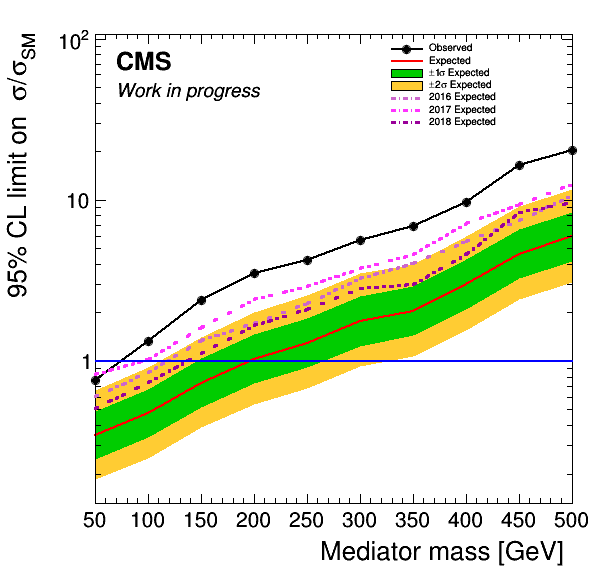 10²
CMS
Work in progress
Observed
Expected
±1σ Expected
±2σ Expected
2016 Expected
2017 Expected
2018 Expected
95% CL limit on σ/σSM
10
1
50 100 150 200 250 300 350 400 450 500
Mediator mass [GeV]